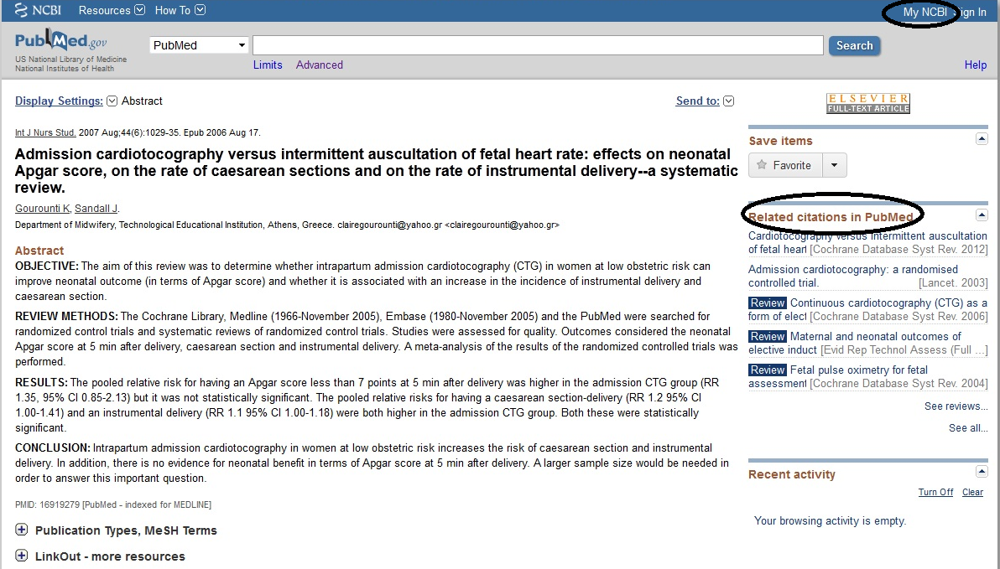 NCBI Resources How To My NCBI Sign In
PubMed.gov
US National Library of Medicine
National Institutes of Health
PubMed Search
Limits Advanced Help
Display Settings: Abstract Send to:
ELSEVIER
FULL-TEXT ARTICLE
Int J Nurs Stud. 2007 Aug;44(6):1029-35. Epub 2006 Aug 17.
Admission cardiotocography versus intermittent auscultation of fetal heart rate: effects on neonatal
Apgar score, on the rate of caesarean sections and on the rate of instrumental delivery--a systematic
review.
Gourounti K, Sandall J.
Department of Midwifery, Technological Educational Institution, Athens, Greece. clairegourounti@yahoo.gr <clairegourounti@yahoo.gr>
Abstract
OBJECTIVE: The aim of this review was to determine whether intrapartum admission cardiotocography (CTG) in women at low obstetric risk can
improve neonatal outcome (in terms of Apgar score) and whether it is associated with an increase in the incidence of instrumental delivery and
caesarean section.
REVIEW METHODS: The Cochrane Library, Medline (1966-November 2005), Embase (1980-November 2005) and the PubMed were searched for
randomized control trials and systematic reviews of randomized control trials. Studies were assessed for quality. Outcomes considered the neonatal
Apgar score at 5 min after delivery, caesarean section and instrumental delivery. A meta-analysis of the results of the randomized controlled trials was
performed.
RESULTS: The pooled relative risk for having an Apgar score less than 7 points at 5 min after delivery was higher in the admission CTG group (RR
1.35, 95% CI 0.85-2.13) but it was not statistically significant. The pooled relative risks for having a caesarean section-delivery (RR 1.2 95% CI
1.00-1.41) and an instrumental delivery (RR 1.1 95% CI 1.00-1.18) were both higher in the admission CTG group. Both these were statistically
significant.
CONCLUSION: Intrapartum admission cardiotocography in women at low obstetric risk increases the risk of caesarean section and instrumental
delivery. In addition, there is no evidence for neonatal benefit in terms of Apgar score at 5 min after delivery. A larger sample size would be needed in
order to answer this important question.
PMID: 16919279 [PubMed - indexed for MEDLINE]
Publication Types, MeSH Terms
LinkOut - more resources
Save items
Favorite
Related citations in PubMed
Cardiotocography versus intermittent auscultation
of fetal heart [Cochrane Database Syst Rev. 2012]
Admission cardiotocography: a randomised
controlled trial. [Lancet. 2003]
Review Continuous cardiotocography (CTG) as a
form of elect [Cochrane Database Syst Rev. 2006]
Review Maternal and neonatal outcomes of
elective induct [Evid Rep Technol Assess (Full ...]
Review Fetal pulse oximetry for fetal
assessment [Cochrane Database Syst Rev. 2004]
See reviews...
See all...
Recent activity
Turn Off Clear
Your browsing activity is empty.